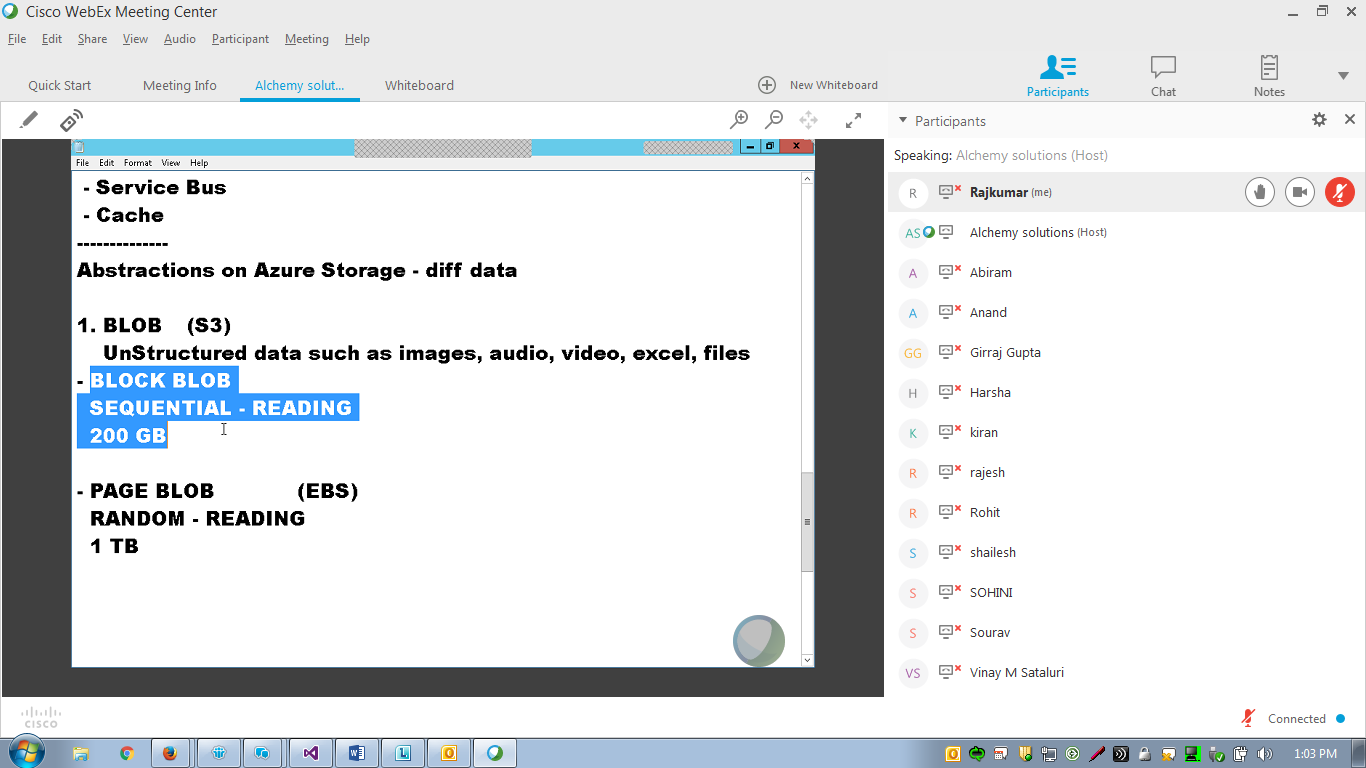 Cisco WebEx Meeting Center
File Edit Share View Audio Participant Meeting Help
Quick Start Meeting Info Alchemy solut... Whiteboard New Whiteboard
Participants Chat Notes
File Edit Format View Help
- Service Bus
- Cache
--------------
Abstractions on Azure Storage - diff data
1. BLOB (S3)
UnStructured data such as images, audio, video, excel, files
- BLOCK BLOB
SEQUENTIAL - READING
200 GB
- PAGE BLOB (EBS)
RANDOM - READING
1 TB
Participants
Speaking: Alchemy solutions (Host)
R Rajkumar (me)
AS Alchemy solutions (Host)
A Abiram
A Anand
GG Girraj Gupta
H Harsha
K kiran
R rajesh
R Rohit
S shailesh
S SOHINI
S Sourav
VS Vinay M Sataluri
CISCO
Connected
1:03 PM